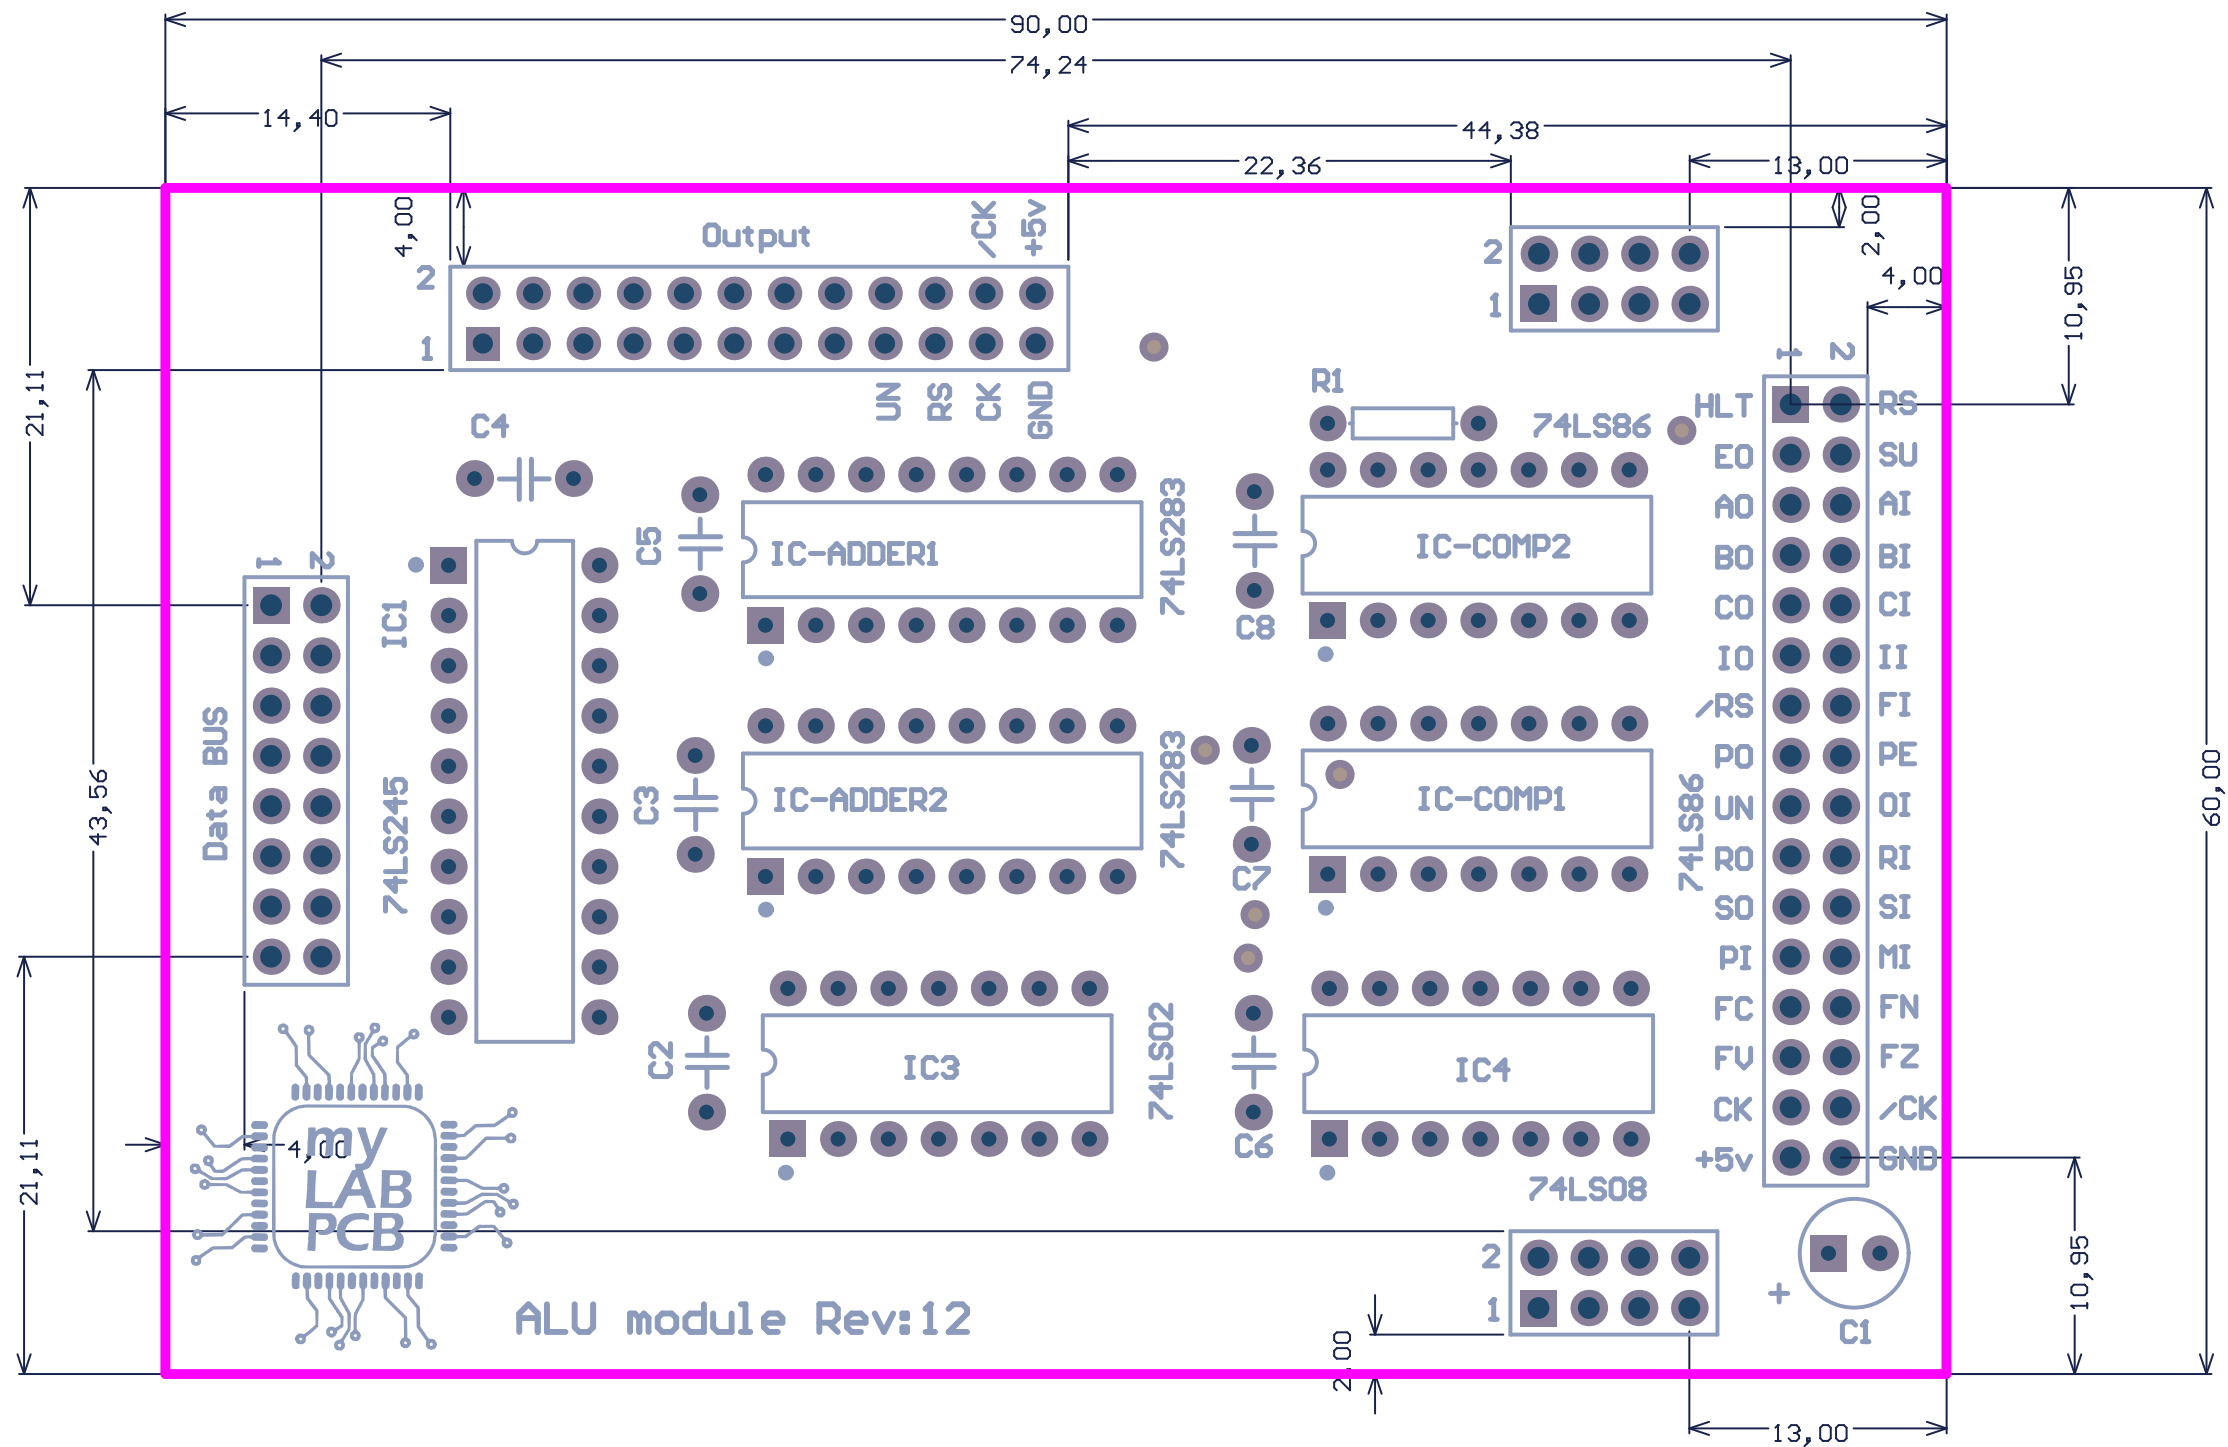 90,00
74,24
14,40
44,38
22,36
13,00
4,00
Output
/CK
+5v
2,00
2
2
4,00
10,95
1
1
1 2
21,11
UN RS CK GND
R1
74LS86
HLT RS
C4
EO SU
AO AI
C5
IC-ADDER1
74LS283
IC-COMP2
BO BI
1 2
IC1
C8
CO CI
IO II
/RS FI
Data BUS
PO PE
43,56
74LS245
C3
IC-ADDER2
74LS283
IC-COMP1
74LS86
UN OI
60,00
RO RI
C7
SO SI
PI MI
FC FN
C2
IC3
74LS02
IC4
FV FZ
CK /CK
4,00
my
LAB
PCB
21,11
C6
+5v GND
74LS08
2
1
10,95
+
C1
ALU module Rev:12
2,00
13,00